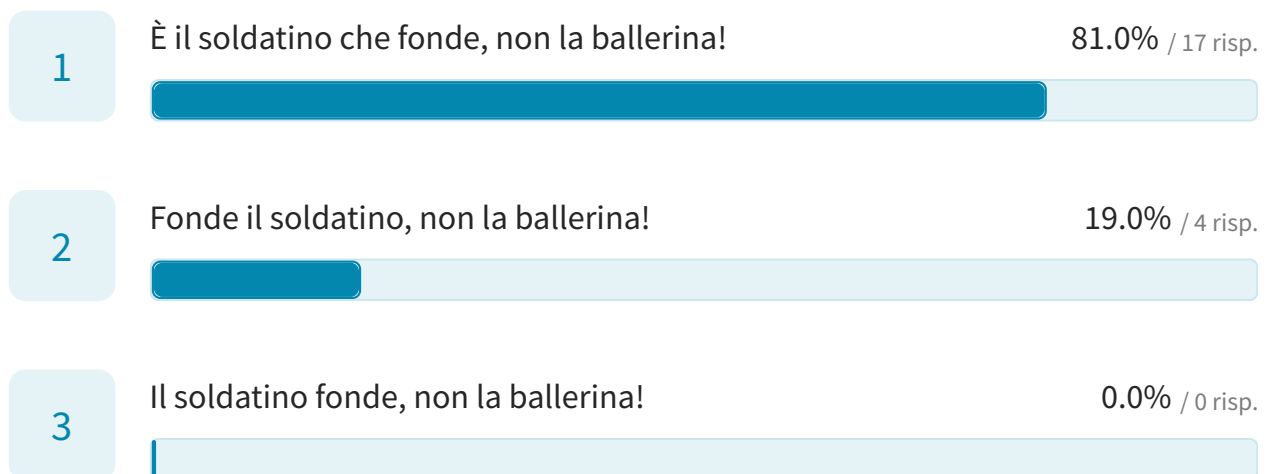 1
È il soldatino che fonde, non la ballerina! 81.0% / 17 risp.
2
Fonde il soldatino, non la ballerina! 19.0% / 4 risp.
3
Il soldatino fonde, non la ballerina! 0.0% / 0 risp.